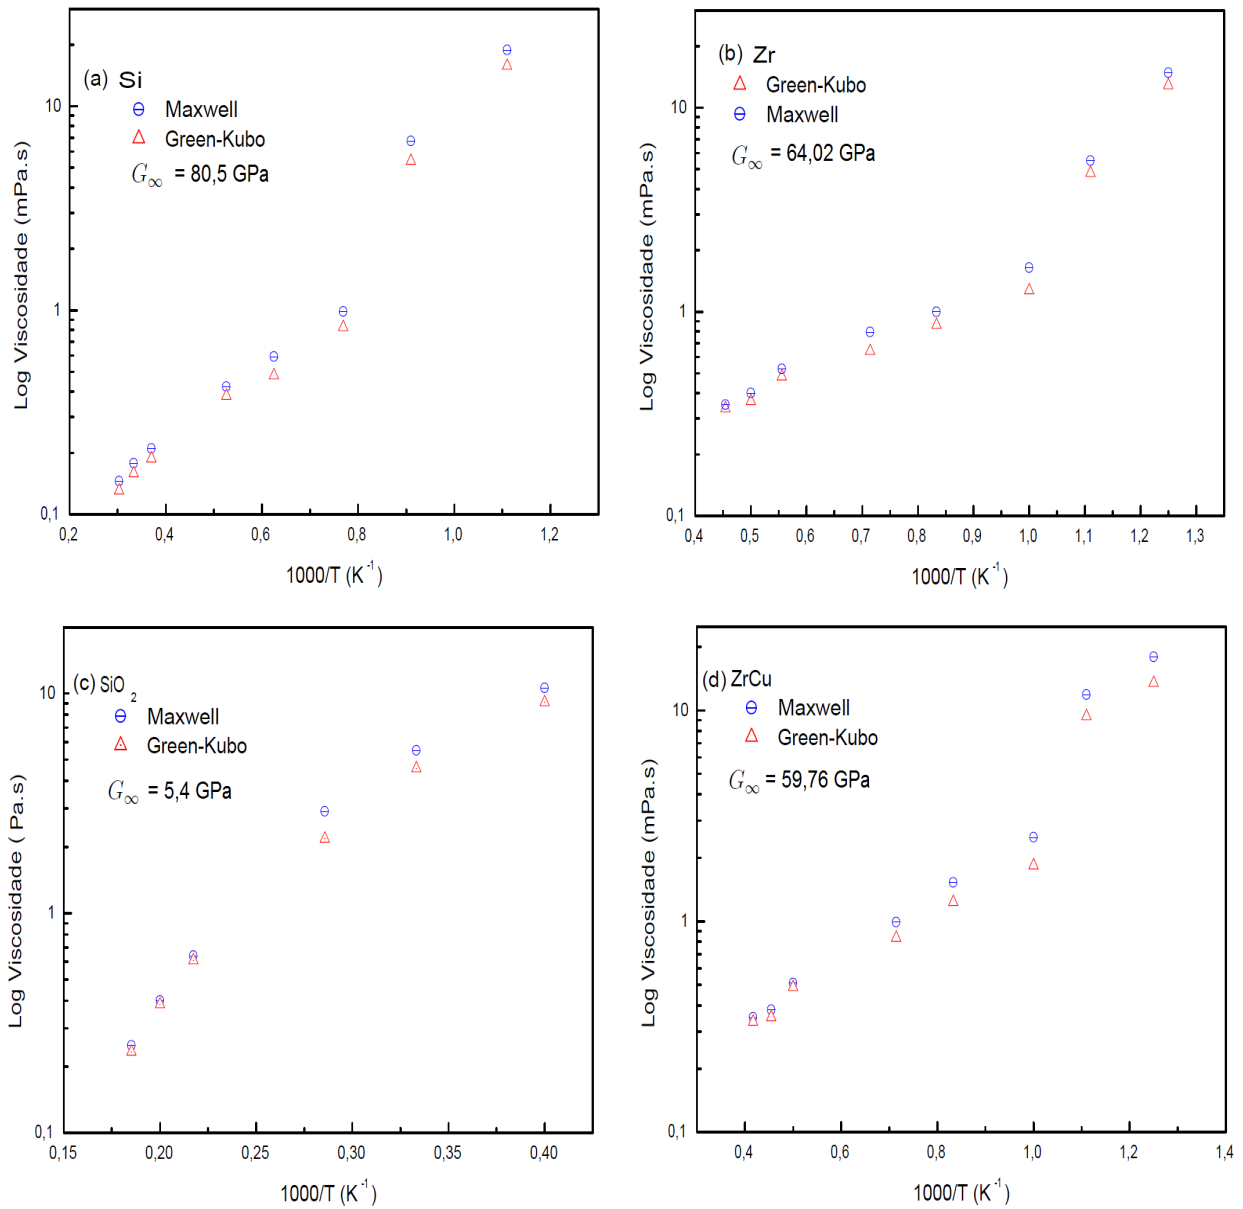 (a) Si
Maxwell
Green-Kubo
G∞ = 80,5 GPa
Log Viscosidade (mPa.s)
10
1
0,1
0,2 0,4 0,6 0,8 1,0 1,2
1000/T (K⁻¹)
(b) Zr
Green-Kubo
Maxwell
G∞ = 64,02 GPa
Log Viscosidade (mPa.s)
10
1
0,1
0,4 0,5 0,6 0,7 0,8 0,9 1,0 1,1 1,2 1,3
1000/T (K⁻¹)
(c) SiO₂
Maxwell
Green-Kubo
G∞ = 5,4 GPa
Log Viscosidade ( Pa.s)
10
1
0,1
0,15 0,20 0,25 0,30 0,35 0,40
1000/T (K⁻¹)
(d) ZrCu
Maxwell
Green-Kubo
G∞ = 59,76 GPa
Log Viscosidade (mPa.s)
10
1
0,1
0,4 0,6 0,8 1,0 1,2 1,4
1000/T (K⁻¹)